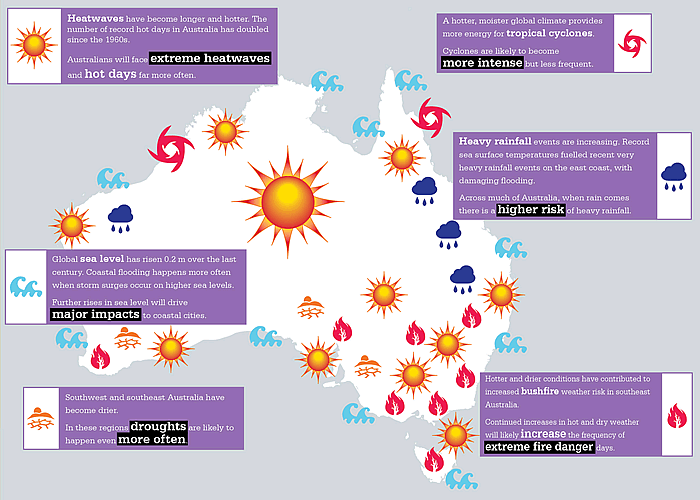 Heatwaves have become longer and hotter. The
number of record hot days in Australia has doubled
since the 1960s.
Australians will face extreme heatwaves
and hot days far more often.
A hotter, moister global climate provides
more energy for tropical cyclones.
Cyclones are likely to become
more intense but less frequent.
Heavy rainfall events are increasing. Record
sea surface temperatures fuelled recent very
heavy rainfall events on the east coast, with
damaging flooding.
Across much of Australia, when rain comes
there is a higher risk of heavy rainfall.
Global sea level has risen 0.2 m over the last
century. Coastal flooding happens more often
when storm surges occur on higher sea levels.
Further rises in sea level will drive
major impacts to coastal cities.
Southwest and southeast Australia have
become drier.
In these regions droughts are likely to
happen even more often.
Hotter and drier conditions have contributed to
increased bushfire weather risk in southeast
Australia.
Continued increases in hot and dry weather
will likely increase the frequency of
extreme fire danger days.